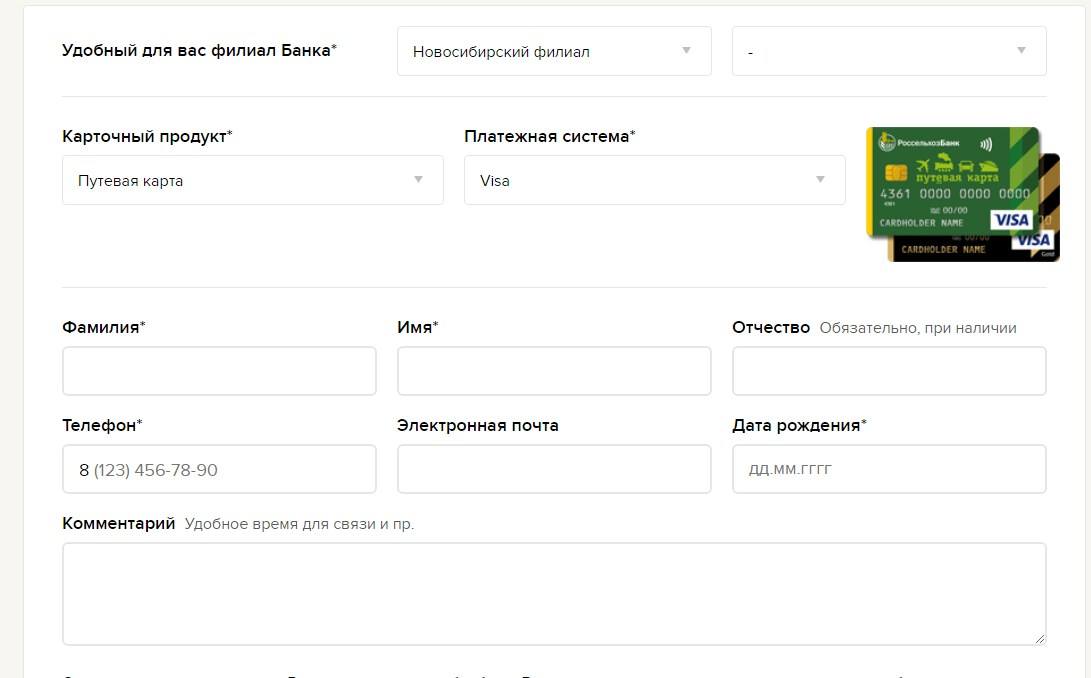 Удобный для вас филиал Банка*
Новосибирский филиал
-
Карточный продукт*
Платежная система*
Путевая карта
Visa
РоссельхозБанк
путевая карта
4361 0000 0000 0000
4361
00/00
CARDHOLDER NAME
VISA
00
00/00
CARDHOLDER NAME
VISA
Gold
Фамилия*
Имя*
Отчество Обязательно, при наличии
Телефон*
Электронная почта
Дата рождения*
8 (123) 456-78-90
дд.мм.гггг
Комментарий Удобное время для связи и пр.